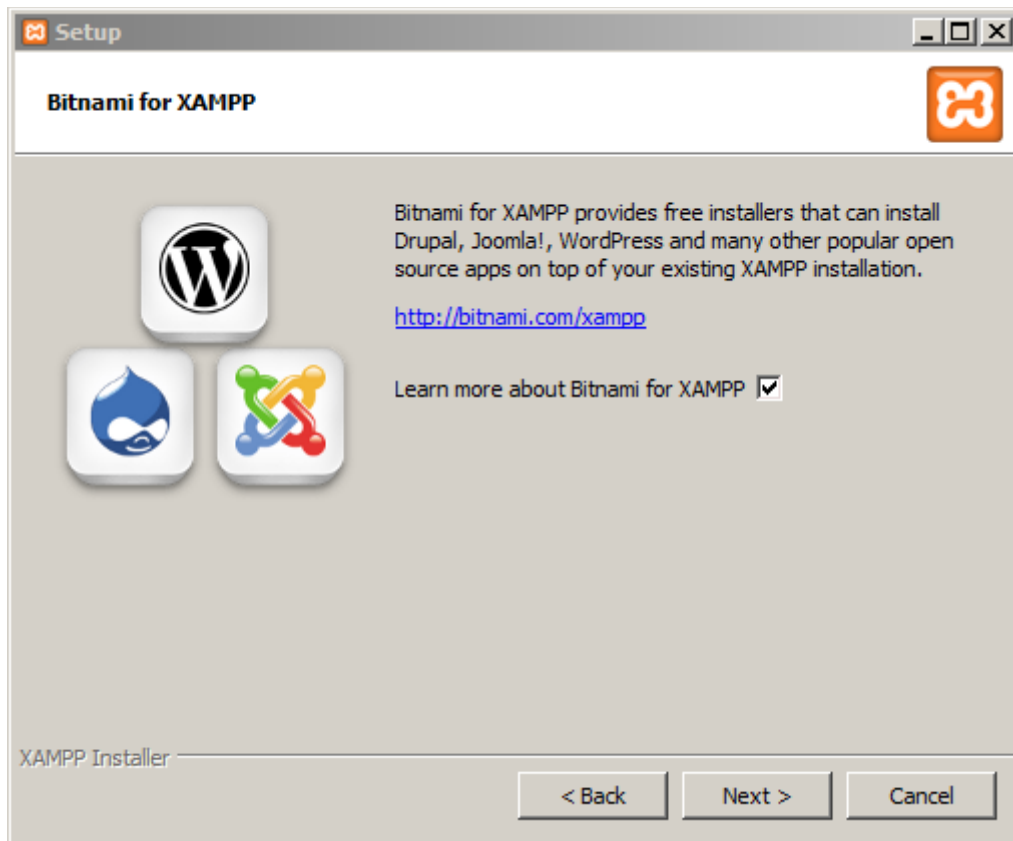 Setup
Bitnami for XAMPP
Bitnami for XAMPP provides free installers that can install
Drupal, Joomla!, WordPress and many other popular open
source apps on top of your existing XAMPP installation.
http://bitnami.com/xampp
Learn more about Bitnami for XAMPP
XAMPP Installer
< Back Next > Cancel